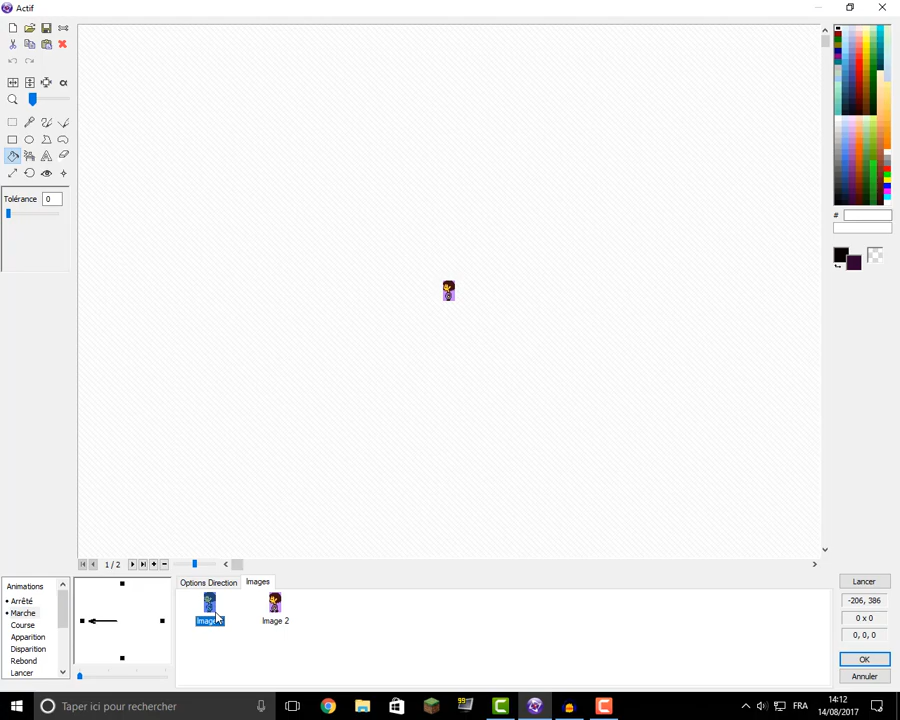 Actif
Tolérance 0
#
1 / 2
Animations
Arrêté
Marche
Course
Apparition
Disparition
Rebond
Lancer
Options Direction
Images
Image 2
Lancer
-206, 386
0 x 0
0, 0, 0
OK
Annuler
Taper ici pour rechercher
99
FRA
14:12
14/08/2017